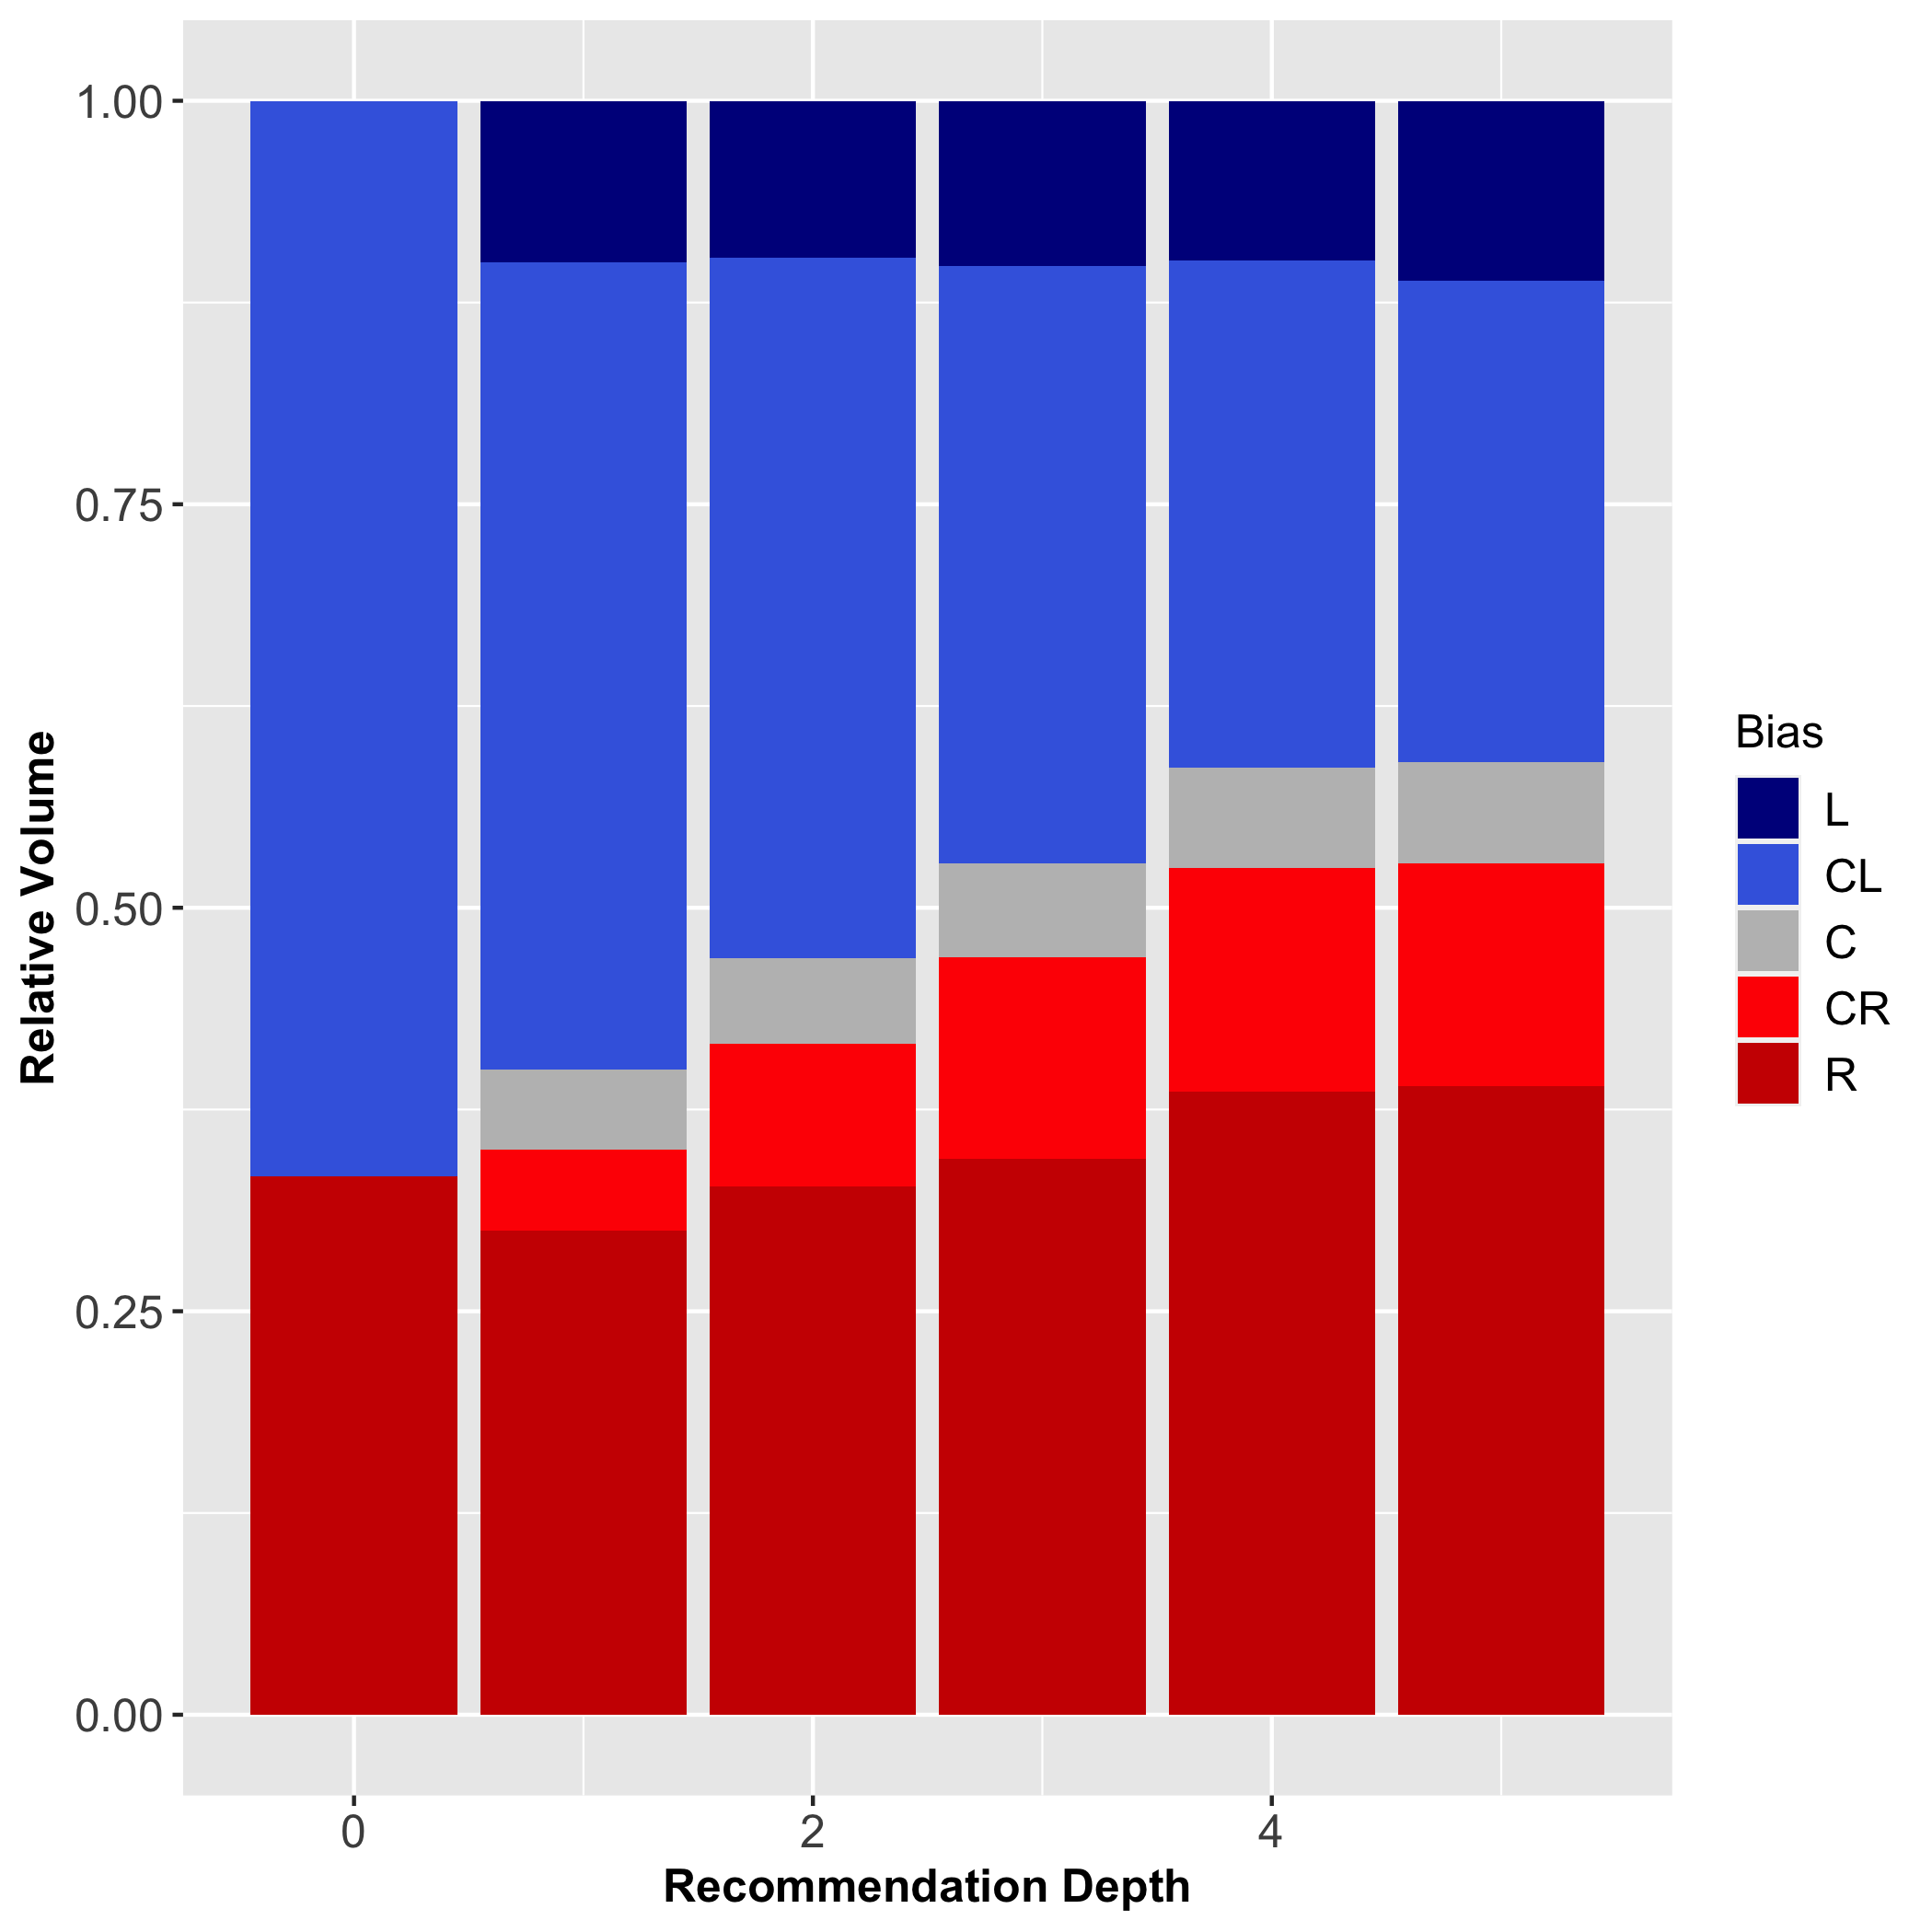 1.00
0.75
0.50
0.25
0.00
Relative Volume
0 2 4
Recommendation Depth
Bias
L
CL
C
CR
R